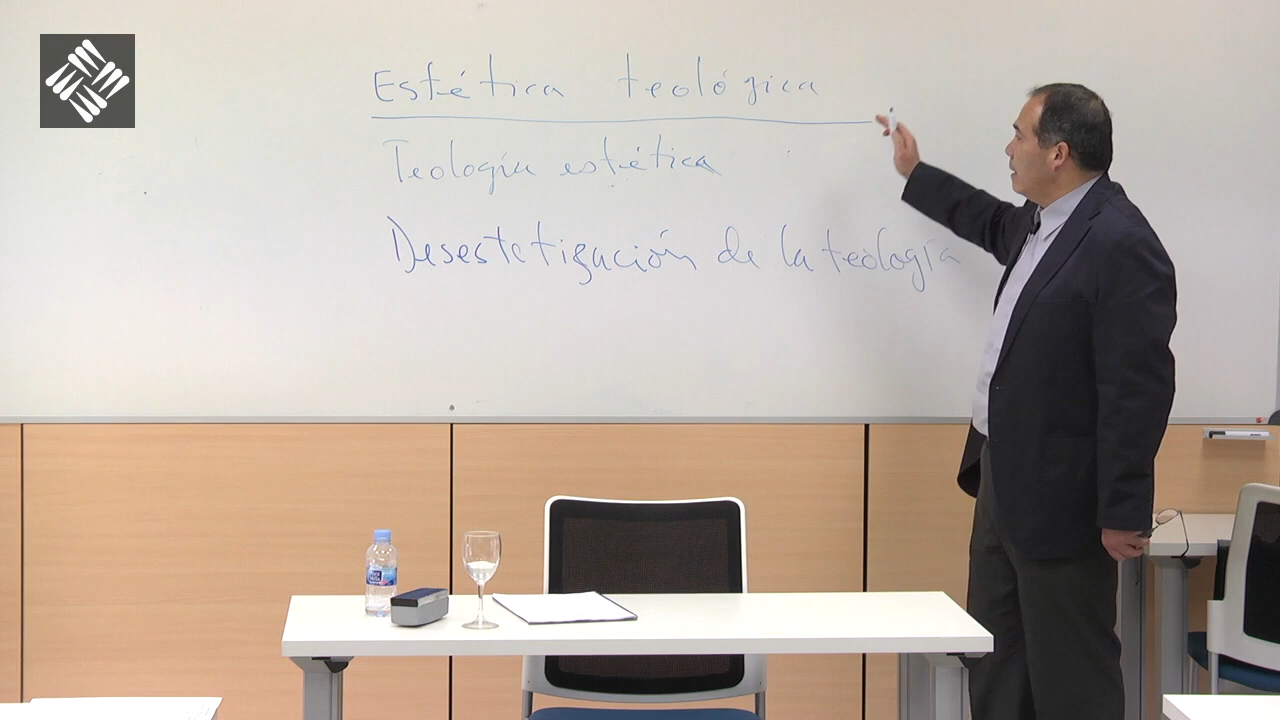 Estética teológica
Teología estética
Desestetización de la teología